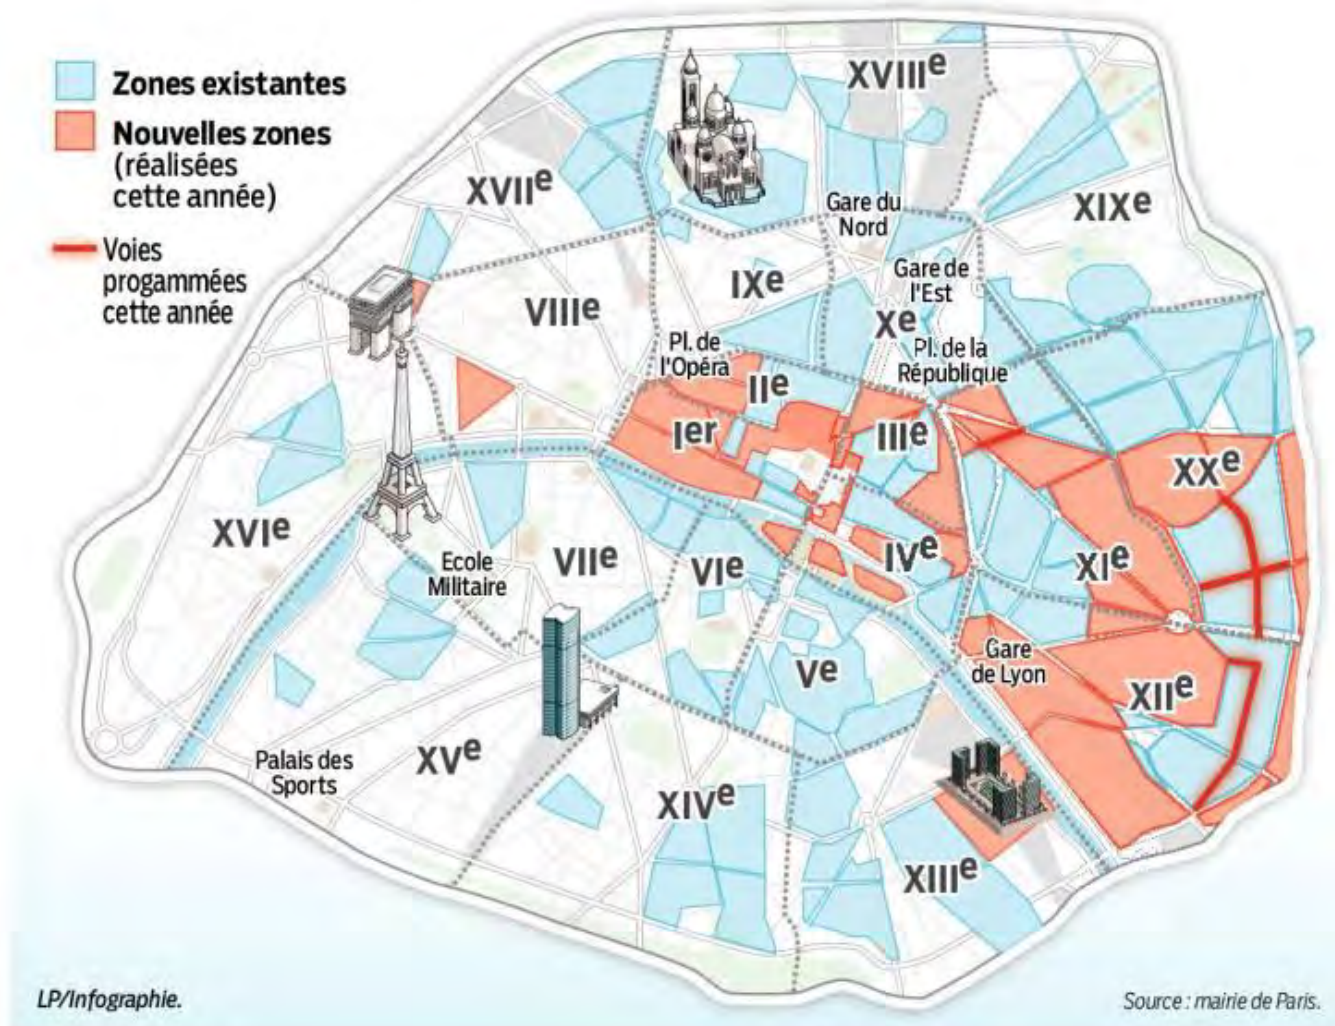 Zones existantes
Nouvelles zones
(réalisées
cette année)
Voies
progammées
cette année
XVIIIe
XVIIe
Gare du
Nord
XIXe
Gare de
l'Est
IXe
VIIIe
Xe
Pl. de
l'Opéra
Pl. de la
République
IIe
Ier
IIIe
XXe
XVIe
Ecole
Militaire
VIIe
VIe
IVe
XIe
Gare
de Lyon
Ve
XIIe
Palais des
Sports
XVe
XIVe
XIIIe
LP/Infographie.
Source : mairie de Paris.